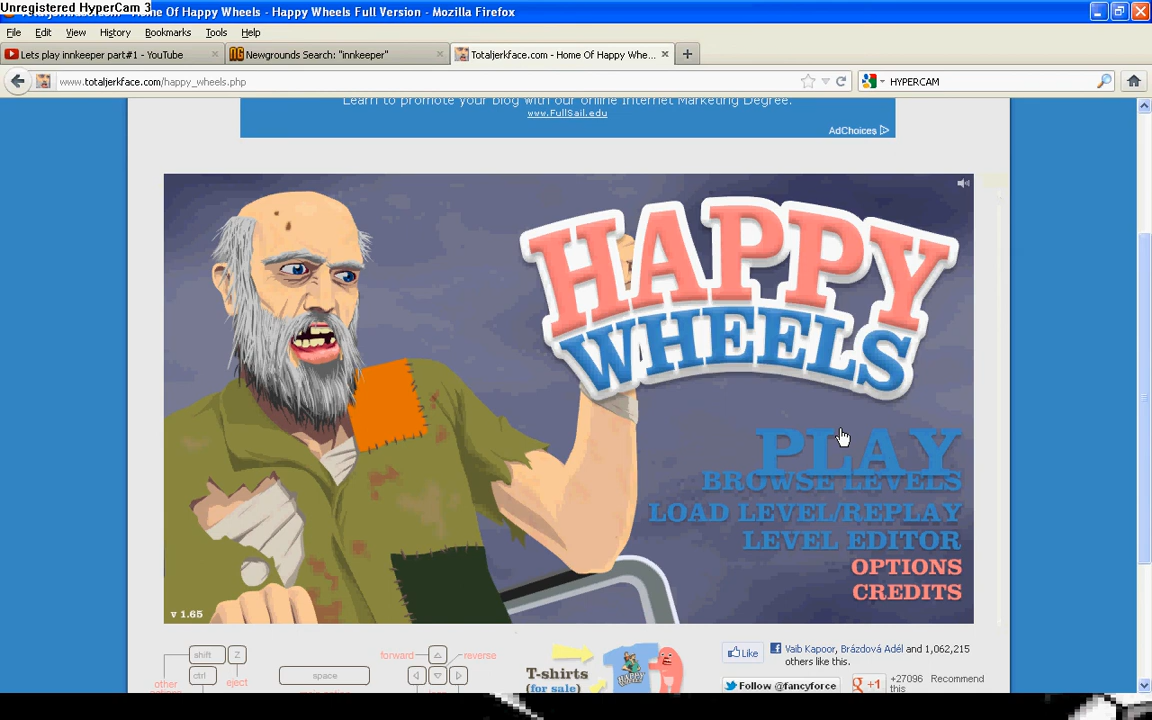 Unregistered HyperCam 3
Home Of Happy Wheels - Happy Wheels Full Version - Mozilla Firefox
File Edit View History Bookmarks Tools Help
Lets play innkeeper part#1 - YouTube
Newgrounds Search: "innkeeper"
Totaljerkface.com - Home Of Happy Whe...
www.totaljerkface.com/happy_wheels.php
HYPERCAM
Learn to promote your blog with our online Internet Marketing Degree.
www.FullSail.edu
AdChoices
HAPPY
WHEELS
PLAY
BROWSE LEVELS
LOAD LEVEL/REPLAY
LEVEL EDITOR
OPTIONS
CREDITS
v 1.65
shift Z
ctrl
eject
space
other
forward
reverse
T-shirts
(for sale)
Like
Vaib Kapoor, Brázdová Adél and 1,062,215
others like this.
Follow @fancyforce
+1
+27096 Recommend
this